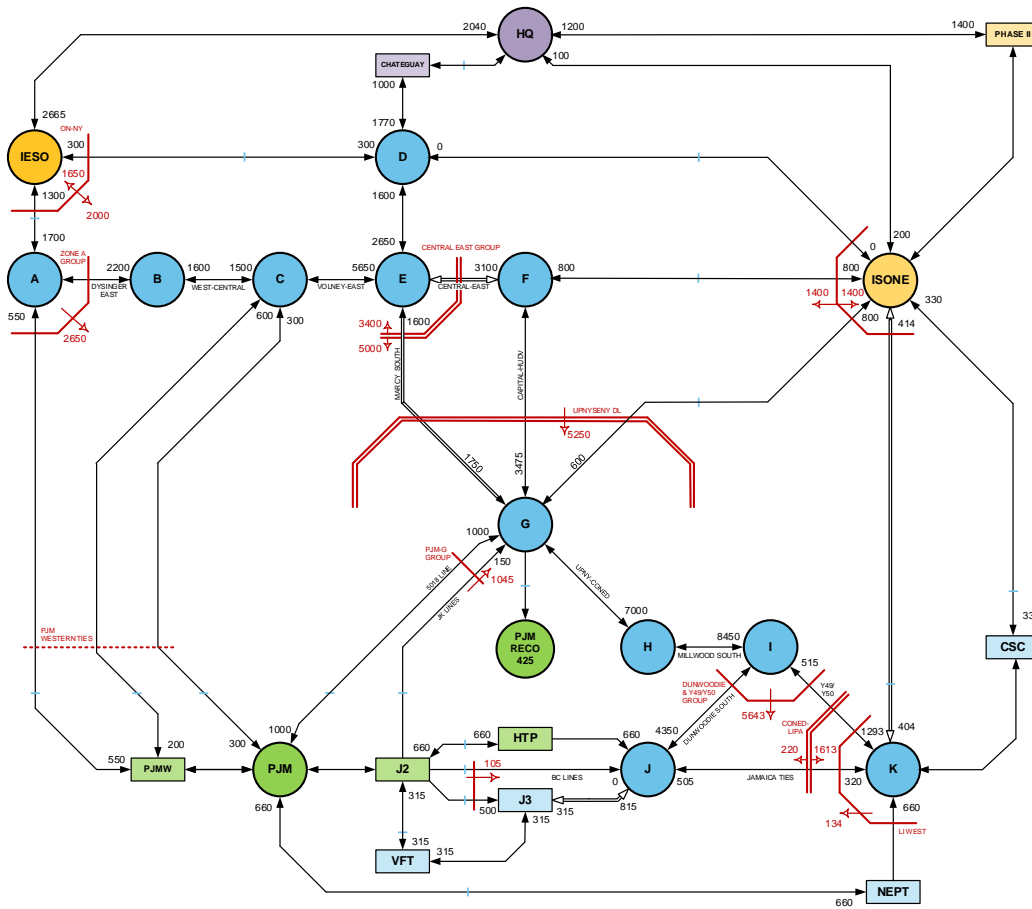 2040
HQ
1200
1400
PHASE II
CHATEGUAY
100
1000
2665
1770
ON-NY
IESO
300
300
D
0
1650
1300
2000
1600
200
1700
2650
0
ZONE A
GROUP
CENTRAL EAST GROUP
A
2200
B
1600
1500
C
5650
E
3100
F
800
800
ISONE
DYSINGER
EAST
WEST-CENTRAL
VOLNEY-EAST
CENTRAL-EAST
1400
1400
330
550
600
300
1600
800
414
2650
3400
5000
MARCY SOUTH
CAPITAL-HUDV
UPNYSENY DL
5250
1750
3475
600
G
1000
PJM-G
GROUP
150
1045
5018 LINE
JK LINES
UPNY-CONED
7000
PJM
WESTERN TIES
PJM
RECO
425
H
8450
I
MILLWOOD SOUTH
33
CSC
515
DUNWOODIE
& Y49/Y50
GROUP
Y49/
Y50
5643
DUNWOODIE SOUTH
CONED-
LIPA
1000
4350
1293
404
HTP
660
660
660
200
300
220
1613
550
PJMW
PJM
J2
105
BC LINES
J
JAMAICA TIES
K
0
505
320
660
315
500
J3
315
815
660
315
134
LI WEST
315
VFT
315
NEPT
660